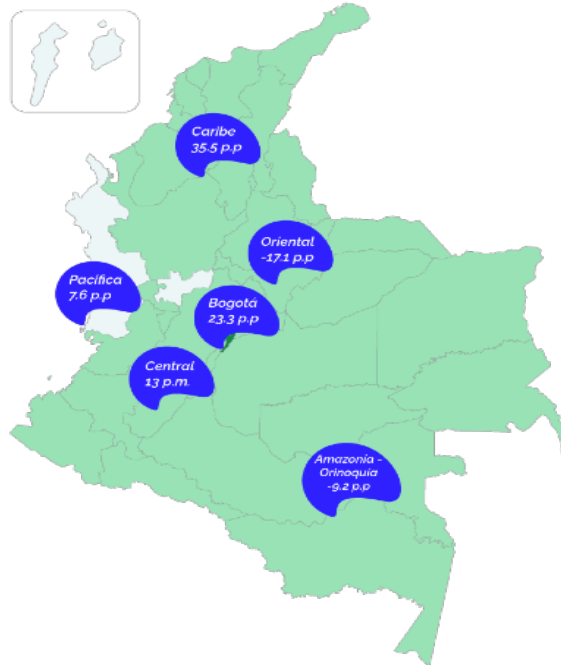 Caribe
35.5 p.p
Oriental
-17.1 p.p
Pacífica
7.6 p.p
Bogotá
23.3 p.p
Central
13 p.m.
Amazonía -
Orinoquía
-9.2 p.p